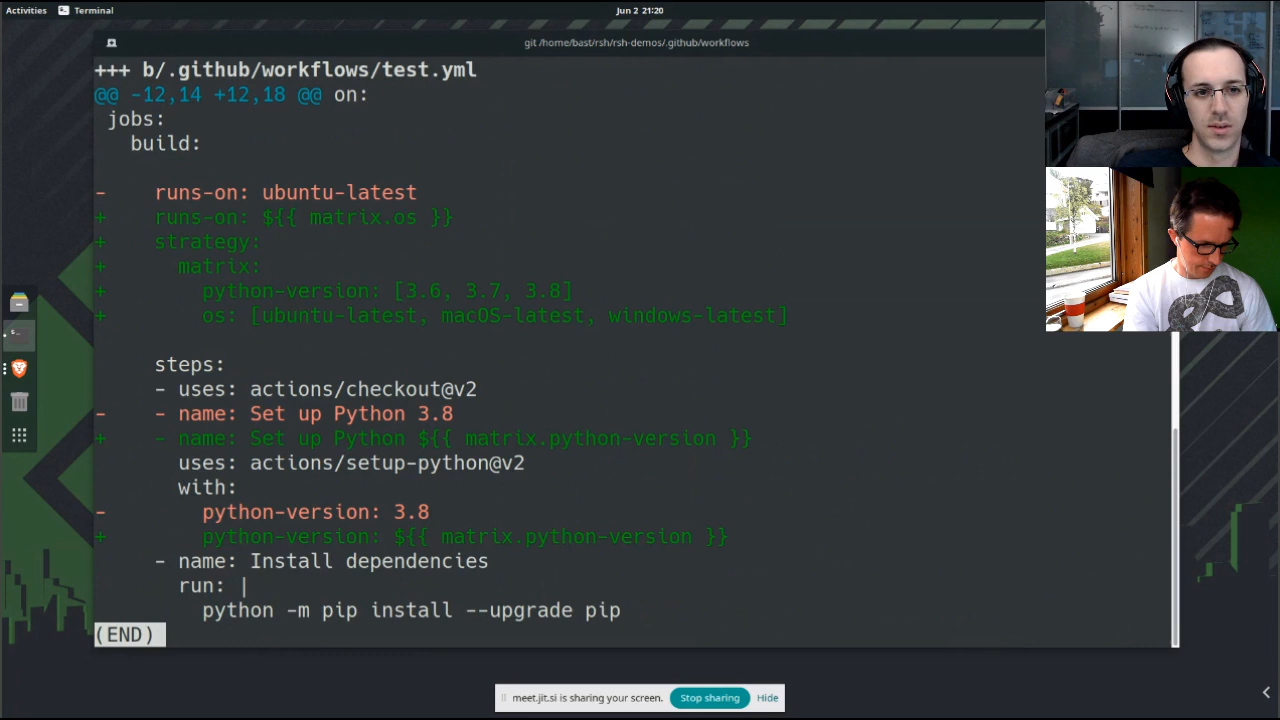 Activities
Terminal
Jun 2 21:20
git /home/bast/rsh/rsh-demos/.github/workflows
+++ b/.github/workflows/test.yml
@@ -12,14 +12,18 @@ on:
jobs:
build:
- runs-on: ubuntu-latest
+ runs-on: ${{ matrix.os }}
+ strategy:
+ matrix:
+ python-version: [3.6, 3.7, 3.8]
+ os: [ubuntu-latest, macOS-latest, windows-latest]
steps:
- uses: actions/checkout@v2
- - name: Set up Python 3.8
+ - name: Set up Python ${{ matrix.python-version }}
uses: actions/setup-python@v2
with:
- python-version: 3.8
+ python-version: ${{ matrix.python-version }}
- name: Install dependencies
run: |
python -m pip install --upgrade pip
(END)
meet.jit.si is sharing your screen. Stop sharing Hide